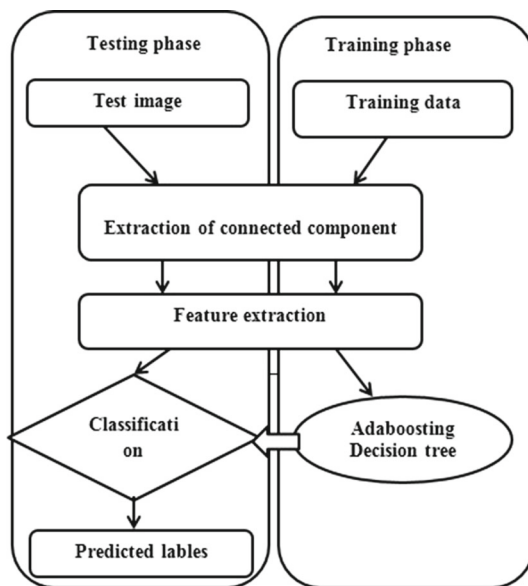 Testing phase
Training phase
Test image
Training data
Extraction of connected component
Feature extraction
Classificati
on
Adaboosting
Decision tree
Predicted lables